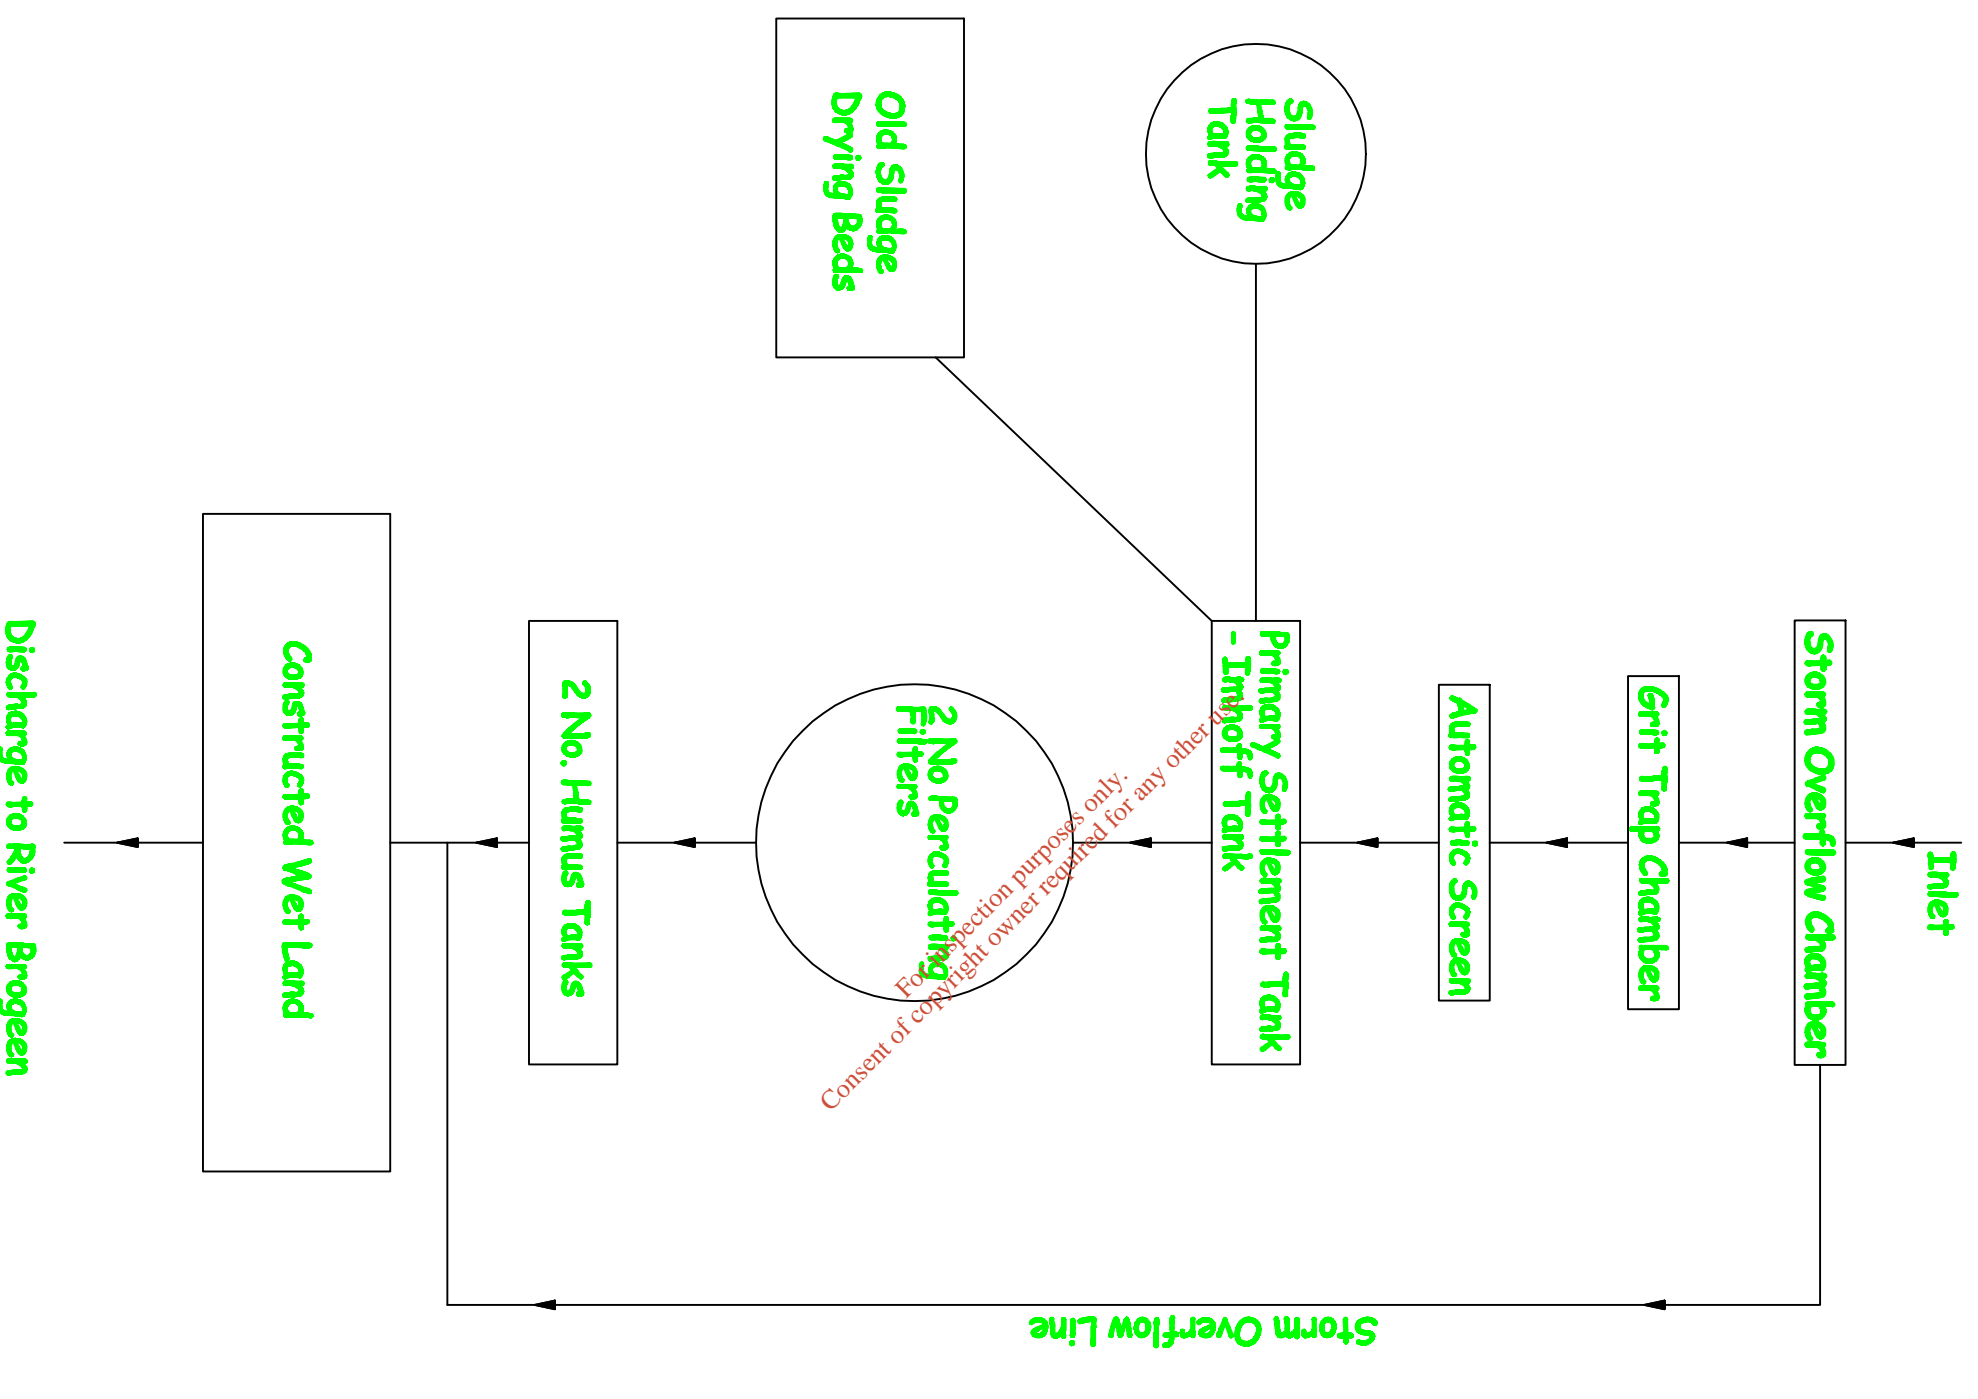 Inlet
Storm Overflow Chamber
Grit Trap Chamber
Automatic Screen
Primary Settlement Tank
- Imhoff Tank
Sludge
Holding
Tank
Old Sludge
Drying Beds
2 No Perculating
Filters
2 No. Humus Tanks
Constructed Wet Land
Discharge to River Brogeen
Storm Overflow Line
For inspection purposes only.
Consent of copyright owner required for any other use.